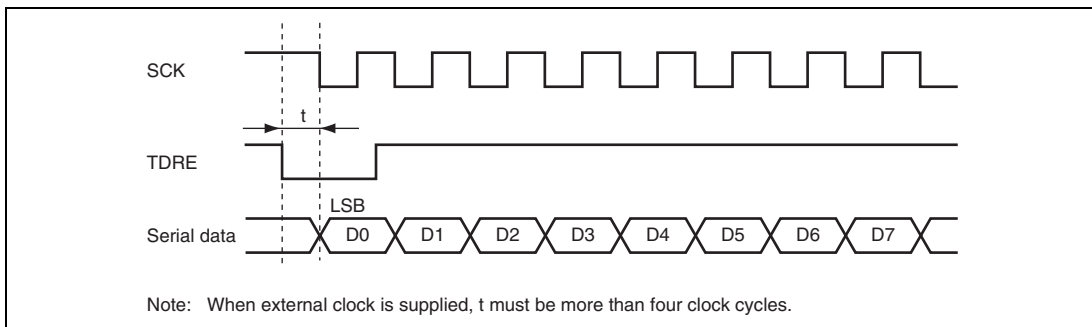 SCK
t
TDRE
LSB
Serial data D0 D1 D2 D3 D4 D5 D6 D7
Note: When external clock is supplied, t must be more than four clock cycles.